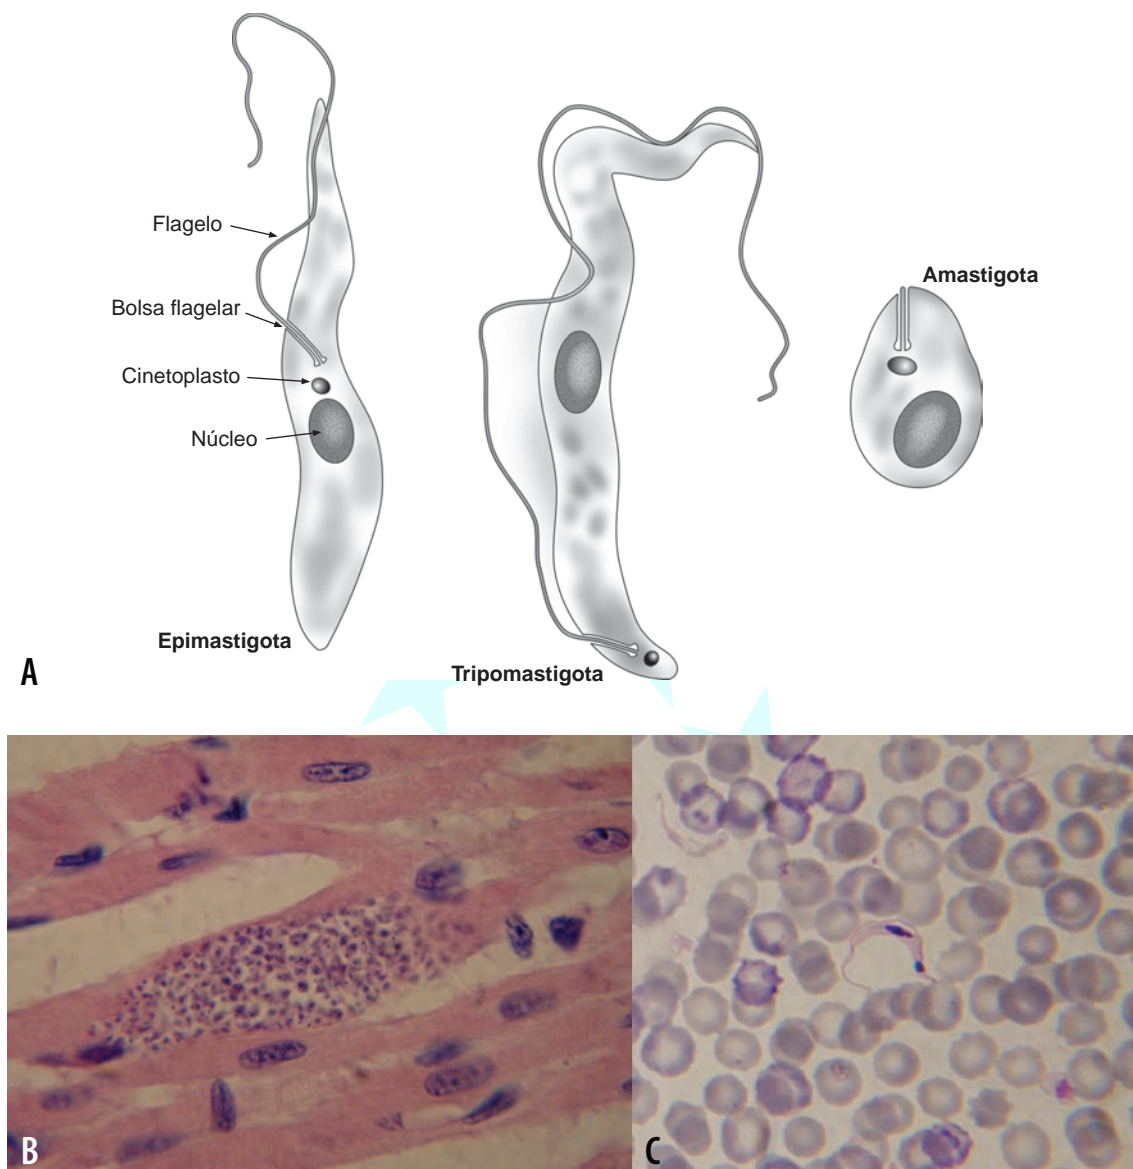 Flagelo
Bolsa flagelar
Cinetoplasto
Núcleo
Epimastigota
Tripomastigota
Amastigota
A
B
C